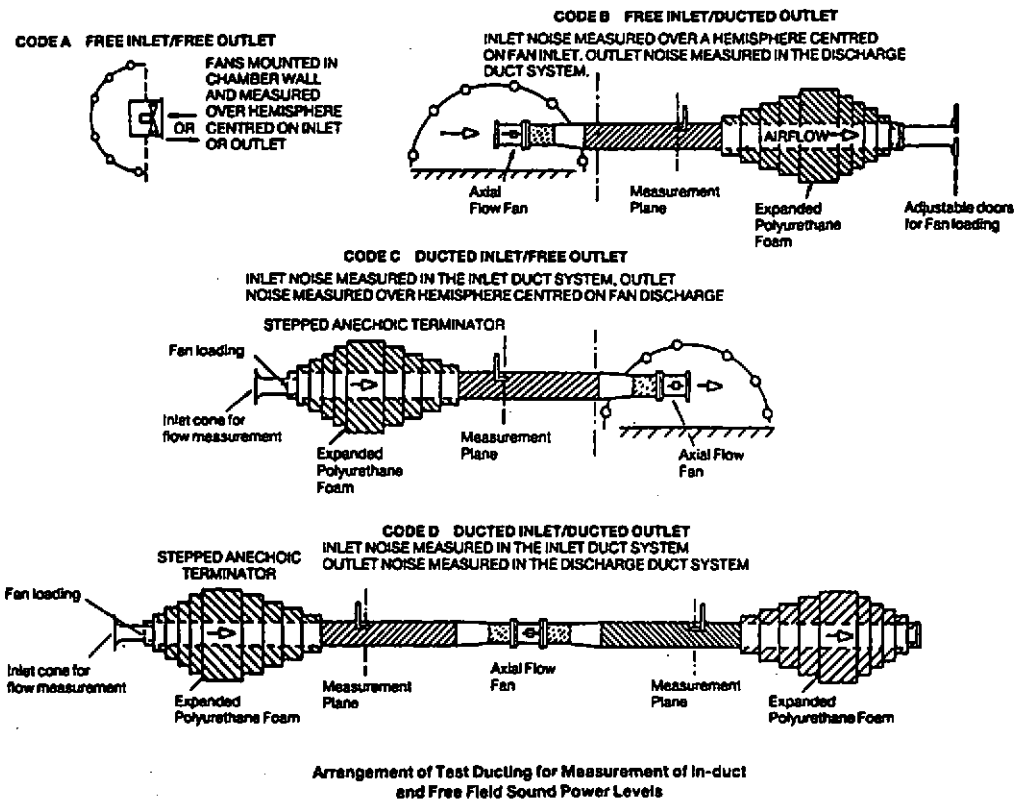 CODE A FREE INLET/FREE OUTLET
FANS MOUNTED IN
CHAMBER WALL
AND MEASURED
OVER HEMISPHERE
OR CENTRED ON INLET
OR OUTLET
CODE B FREE INLET/DUCTED OUTLET
INLET NOISE MEASURED OVER A HEMISPHERE CENTRED
ON FAN INLET. OUTLET NOISE MEASURED IN THE DISCHARGE
DUCT SYSTEM.
AIRFLOW
Axial
Flow Fan
Measurement
Plane
Expanded
Polyurethane
Foam
Adjustable doors
for Fan loading
CODE C DUCTED INLET/FREE OUTLET
INLET NOISE MEASURED IN THE INLET DUCT SYSTEM, OUTLET
NOISE MEASURED OVER HEMISPHERE CENTRED ON FAN DISCHARGE
STEPPED ANECHOIC TERMINATOR
Fan loading
Inlet cone for
flow measurement
Expanded
Polyurethane
Foam
Measurement
Plane
Axial Flow
Fan
CODE D DUCTED INLET/DUCTED OUTLET
INLET NOISE MEASURED IN THE INLET DUCT SYSTEM
OUTLET NOISE MEASURED IN THE DISCHARGE DUCT SYSTEM
STEPPED ANECHOIC
TERMINATOR
Fan loading
Inlet cone for
flow measurement
Expanded
Polyurethane Foam
Measurement
Plane
Axial Flow
Fan
Measurement
Plane
Expanded
Polyurethane Foam
Arrangement of Test Ducting for Measurement of In-duct
and Free Field Sound Power Levels